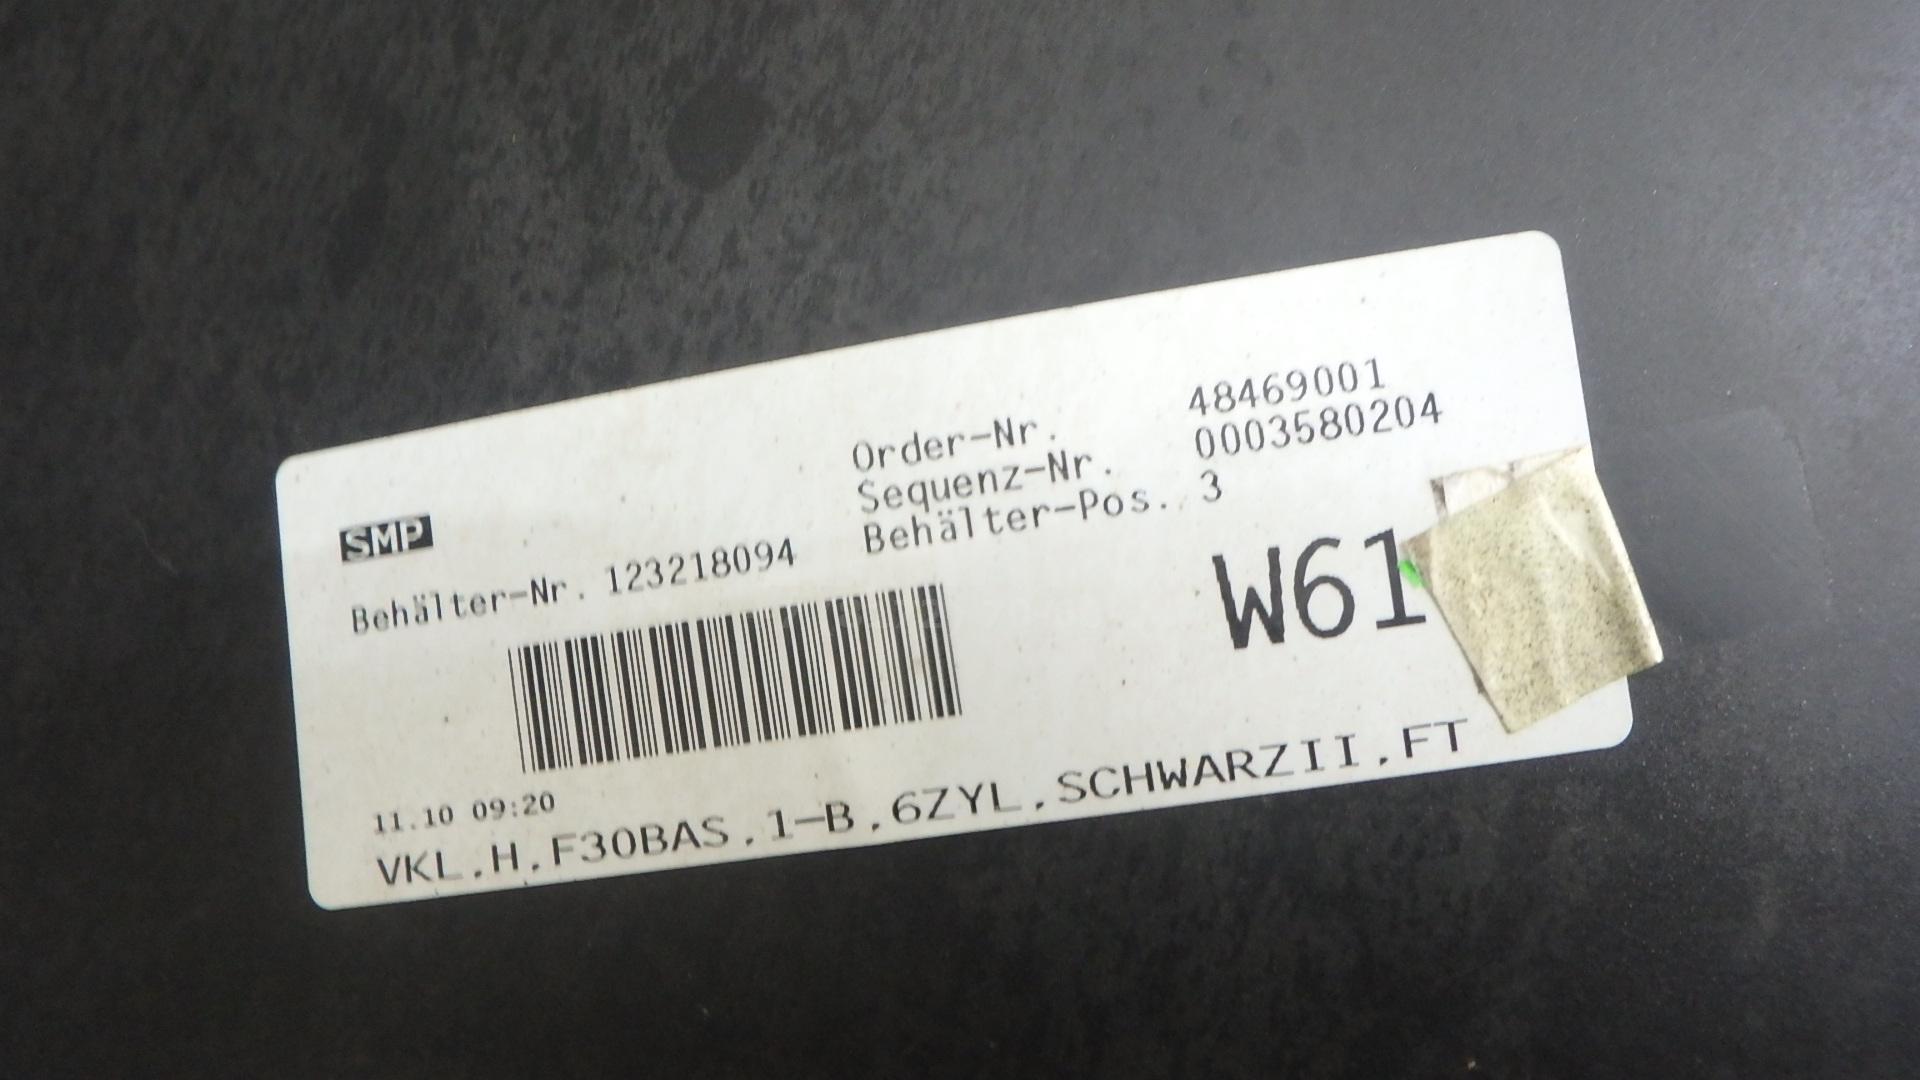 Order-Nr. 48469001
Sequenz-Nr. 0003580204
Behälter-Pos. 3
SMP
Behälter-Nr. 123218094
W61
11.10 09:20
VKL.H.F30BAS.1-B.6ZYL.SCHWARZII.FT